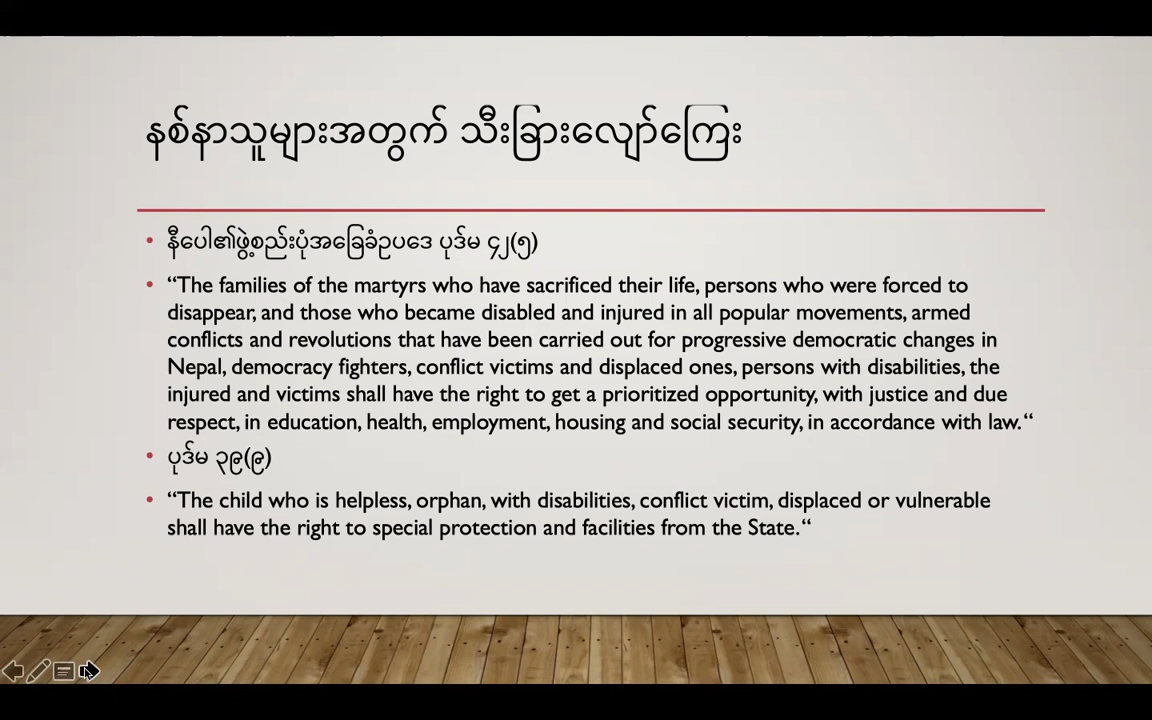 နစ်နာသူများအတွက် သီးခြားလျော်ကြေး
• နီပေါ၏ဖွဲ့စည်းပုံအခြေခံဥပဒေ ပုဒ်မ ၄၂(၅)
• “The families of the martyrs who have sacrificed their life, persons who were forced to
disappear, and those who became disabled and injured in all popular movements, armed
conflicts and revolutions that have been carried out for progressive democratic changes in
Nepal, democracy fighters, conflict victims and displaced ones, persons with disabilities, the
injured and victims shall have the right to get a prioritized opportunity, with justice and due
respect, in education, health, employment, housing and social security, in accordance with law.“
• ပုဒ်မ ၃၉(၉)
• “The child who is helpless, orphan, with disabilities, conflict victim, displaced or vulnerable
shall have the right to special protection and facilities from the State.“